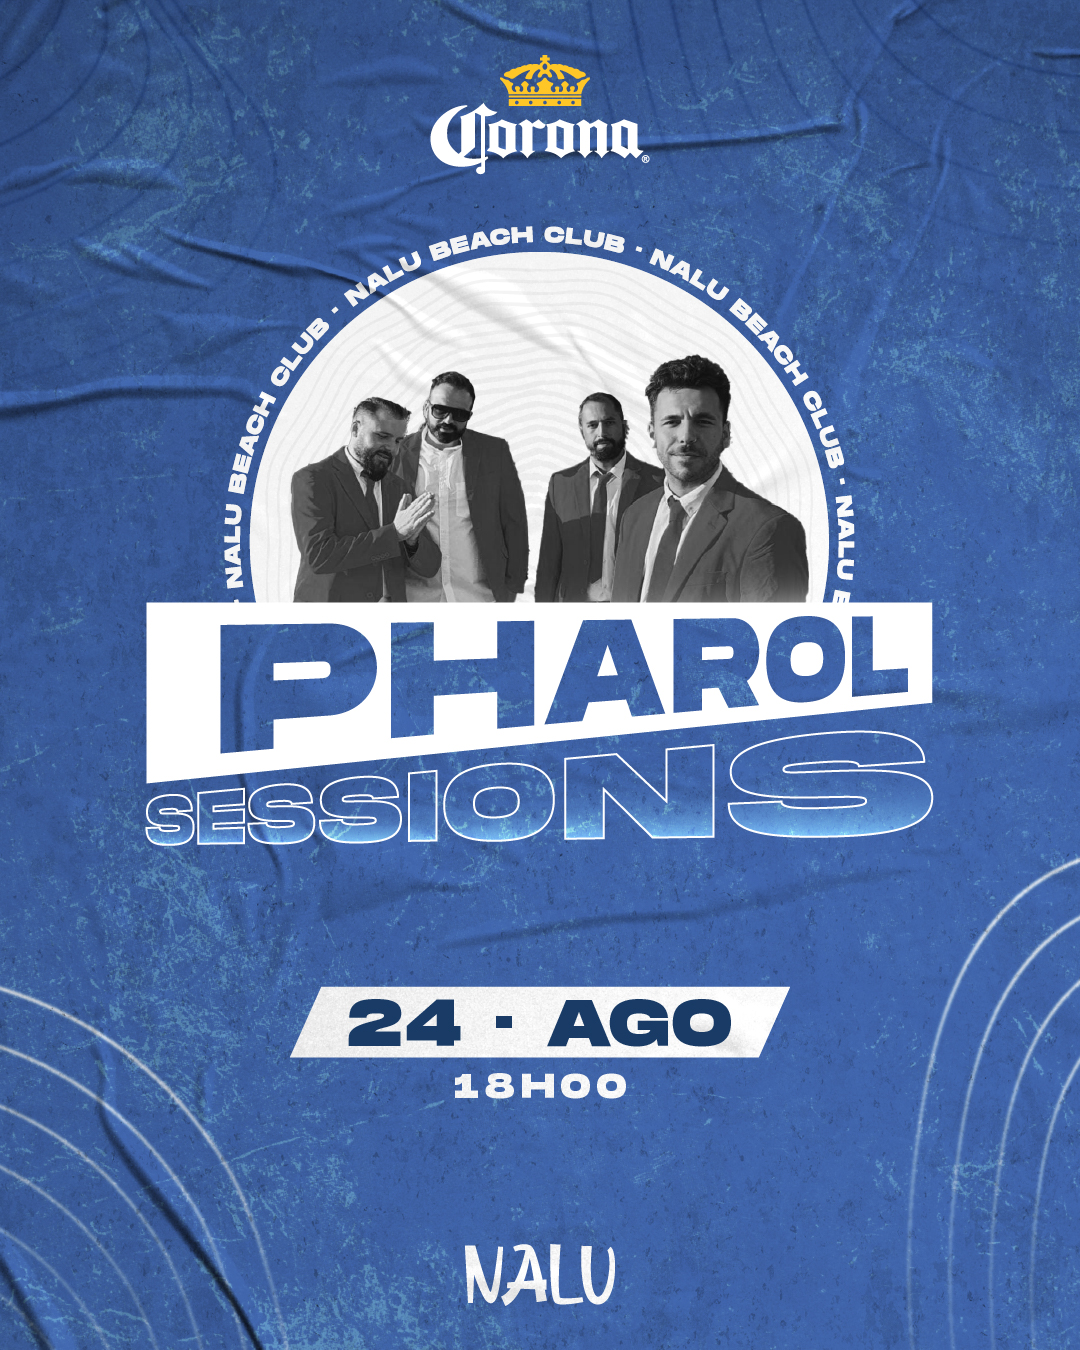 Corona®
· NALU BEACH CLUB · NALU BEACH CLUB · NALU BEACH CLUB · NALU B
PHAROL
SESSIONS
24 - AGO
18H00
NALU